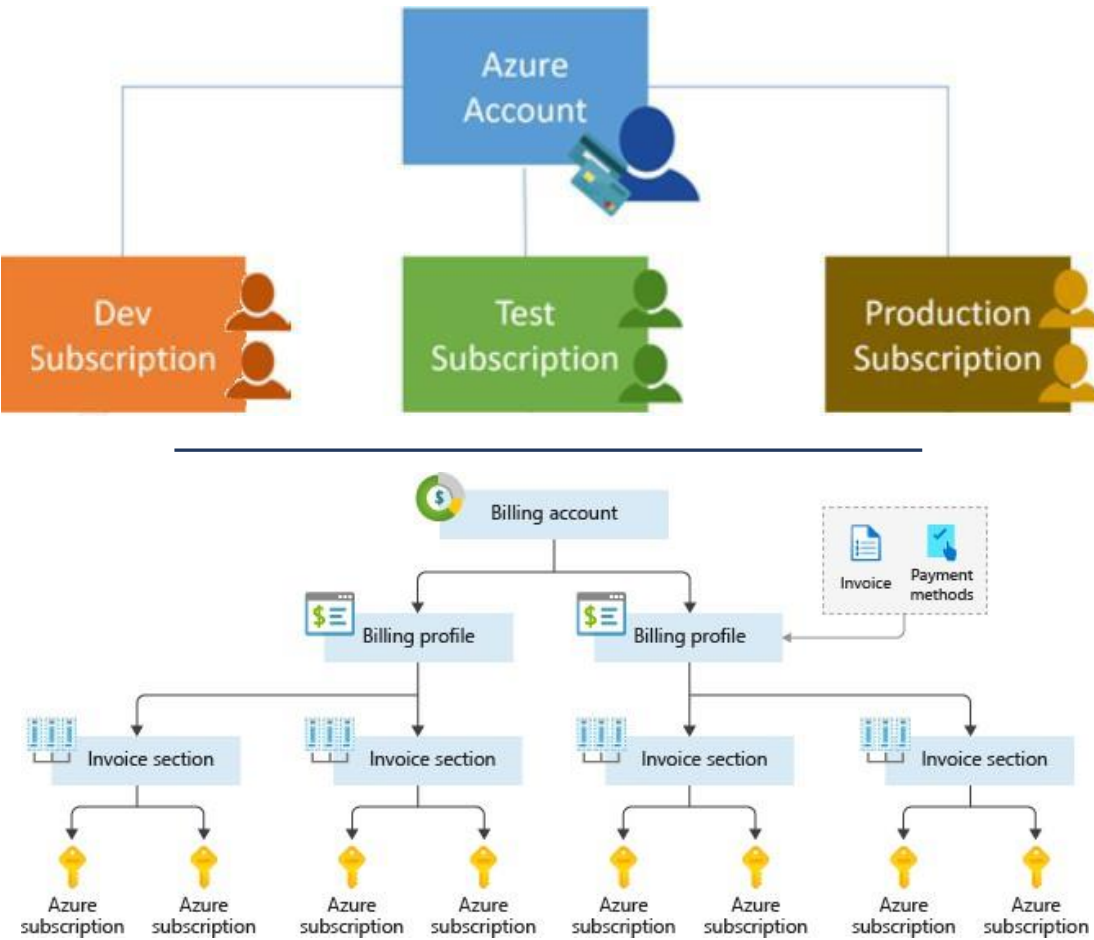 Azure
Account
Dev
Subscription
Test
Subscription
Production
Subscription
Billing account
Invoice
Payment
methods
Billing profile
Billing profile
Invoice section
Invoice section
Invoice section
Invoice section
Azure
subscription
Azure
subscription
Azure
subscription
Azure
subscription
Azure
subscription
Azure
subscription
Azure
subscription
Azure
subscription